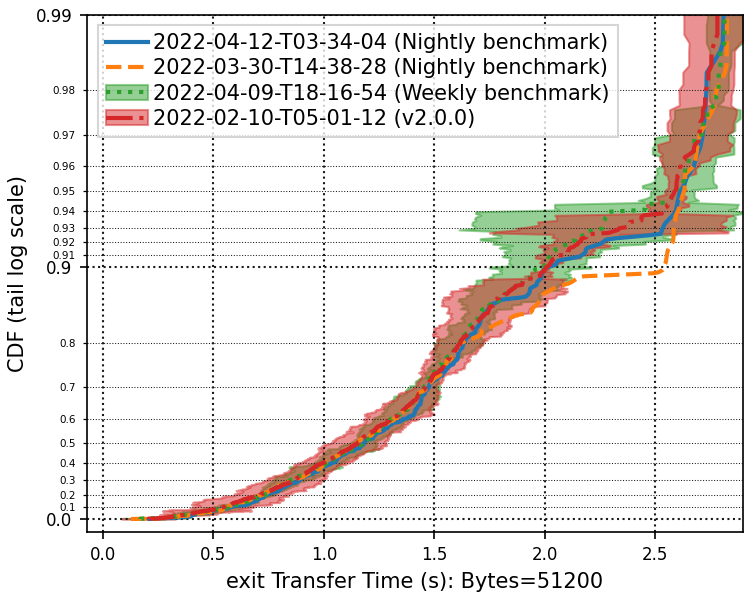 0.99
2022-04-12-T03-34-04 (Nightly benchmark)
2022-03-30-T14-38-28 (Nightly benchmark)
2022-04-09-T18-16-54 (Weekly benchmark)
2022-02-10-T05-01-12 (v2.0.0)
0.98
0.97
0.96
0.95
0.94
0.93
0.92
0.91
0.9
0.8
0.7
0.6
0.5
0.4
0.3
0.2
0.1
0.0
CDF (tail log scale)
0.0 0.5 1.0 1.5 2.0 2.5
exit Transfer Time (s): Bytes=51200